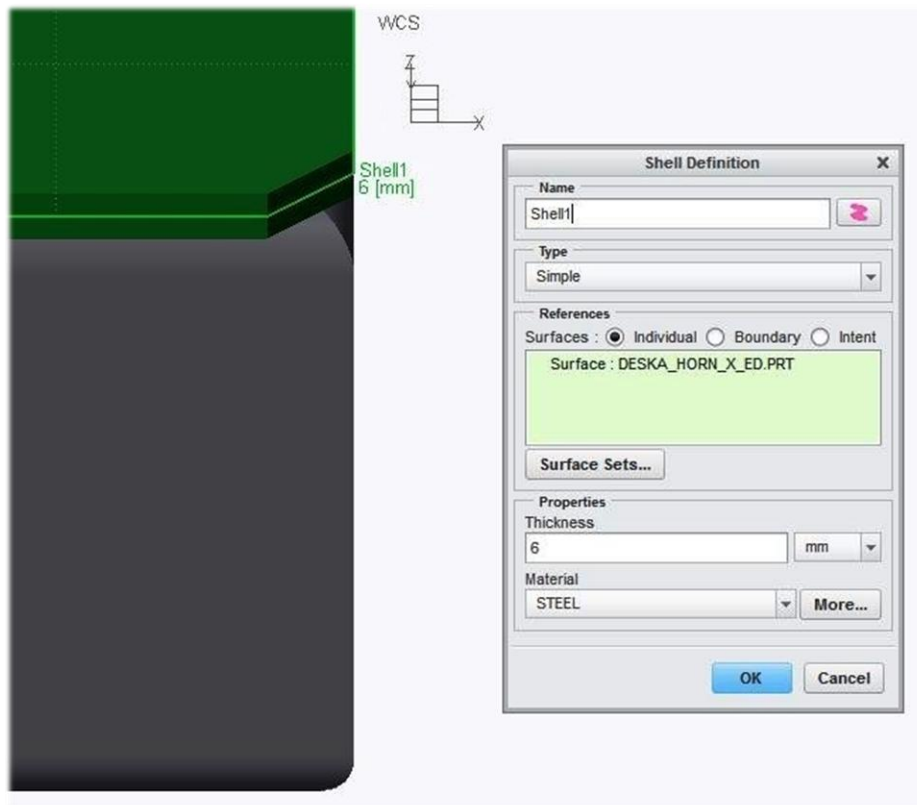 WCS
Z
X
Shell1
6 [mm]
Shell Definition
X
Name
Shell1
Type
Simple
References
Surfaces : Individual Boundary Intent
Surface : DESKA_HORN_X_ED.PRT
Surface Sets...
Properties
Thickness
6 mm
Material
STEEL More...
OK Cancel